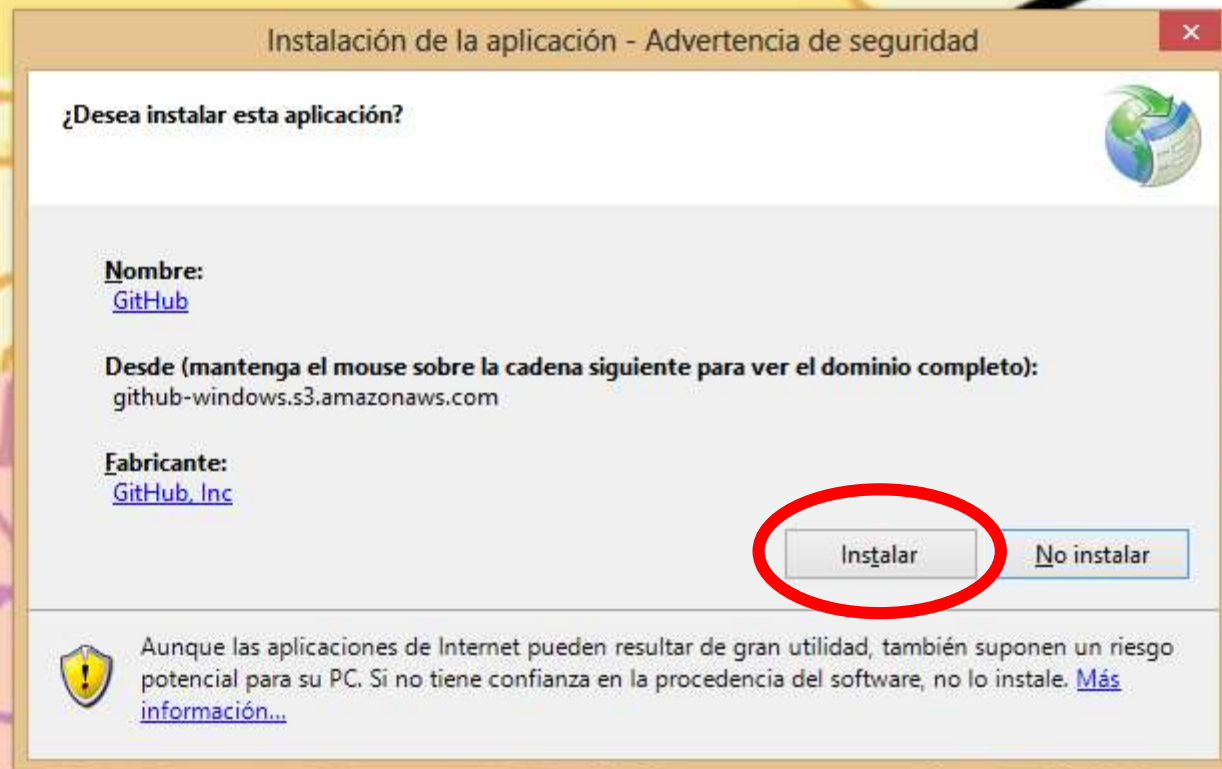 Instalación de la aplicación - Advertencia de seguridad
¿Desea instalar esta aplicación?
Nombre:
GitHub
Desde (mantenga el mouse sobre la cadena siguiente para ver el dominio completo):
github-windows.s3.amazonaws.com
Fabricante:
GitHub, Inc
Instalar No instalar
Aunque las aplicaciones de Internet pueden resultar de gran utilidad, también suponen un riesgo
potencial para su PC. Si no tiene confianza en la procedencia del software, no lo instale. Más
información...